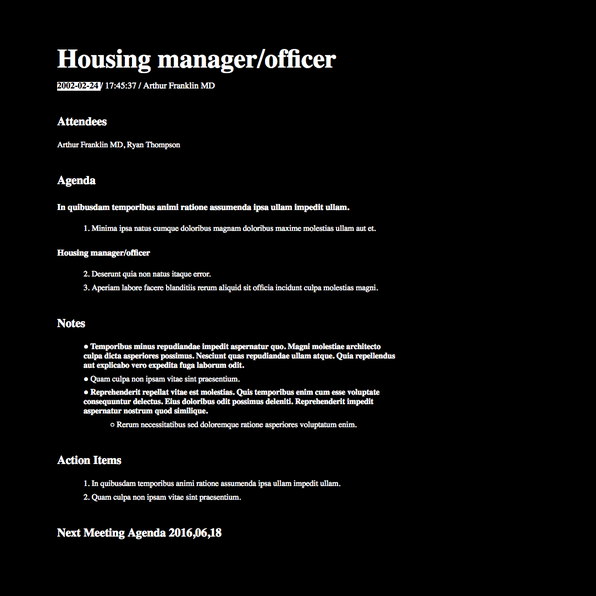 Housing manager/officer
2002-02-24 / 17:45:37 / Arthur Franklin MD
Attendees
Arthur Franklin MD, Ryan Thompson
Agenda
In quibusdam temporibus animi ratione assumenda ipsa ullam impedit ullam.
1. Minima ipsa natus cumque doloribus magnam doloribus maxime molestias ullam aut et.
Housing manager/officer
2. Deserunt quia non natus itaque error.
3. Aperiam labore facere blanditiis rerum aliquid sit officia incidunt culpa molestias magni.
Notes
● Temporibus minus repudiandae impedit aspernatur quo. Magni molestiae architecto
culpa dicta asperiores possimus. Nesciunt quas repudiandae ullam atque. Quia repellendus
aut explicabo vero expedita fuga laborum odit.
● Quam culpa non ipsam vitae sint praesentium.
● Reprehenderit repellat vitae est molestias. Quis temporibus enim cum esse voluptate
consequuntur delectus. Eius doloribus odit possimus deleniti. Reprehenderit impedit
aspernatur nostrum quod similique.
○ Rerum necessitatibus sed doloremque ratione asperiores voluptatum enim.
Action Items
1. In quibusdam temporibus animi ratione assumenda ipsa ullam impedit ullam.
2. Quam culpa non ipsam vitae sint praesentium.
Next Meeting Agenda 2016,06,18